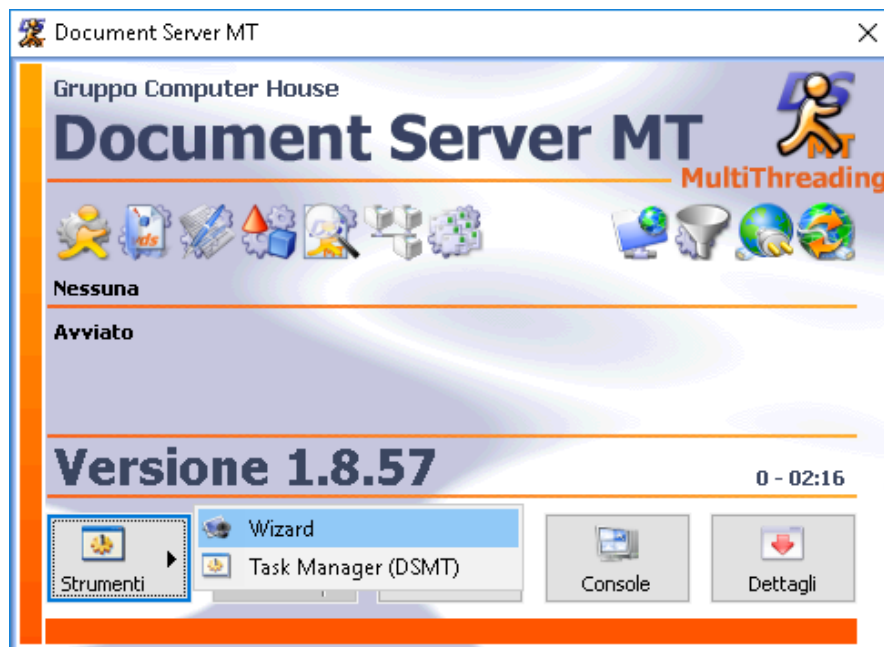 Document Server MT
Gruppo Computer House
Document Server MT
DS
MT
MultiThreading
vds
Nessuna
Avviato
Versione 1.8.57
0 - 02:16
Strumenti
Wizard
Task Manager (DSMT)
Console
Dettagli